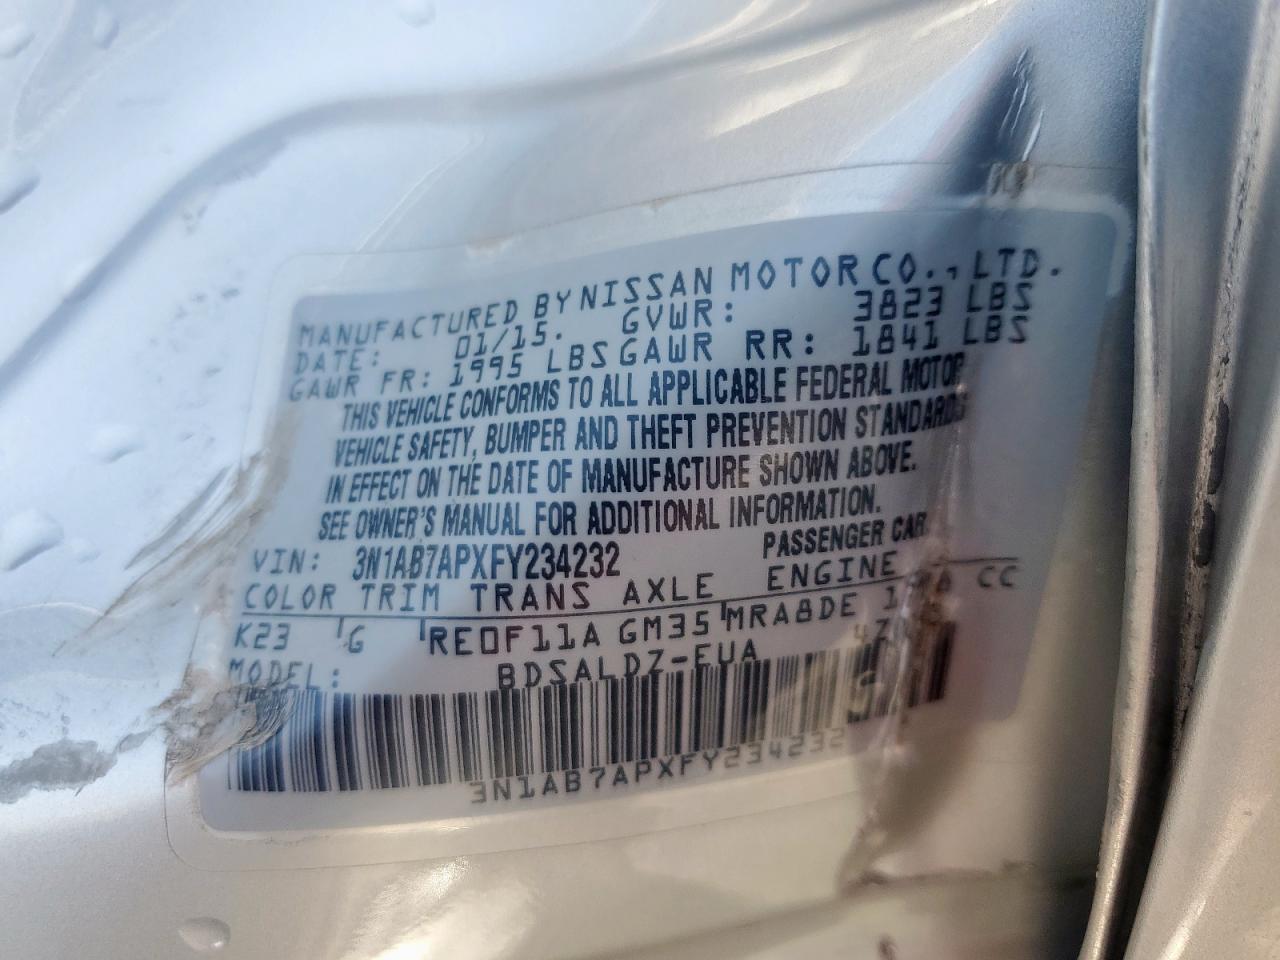 MANUFACTURED BY NISSAN MOTOR CO., LTD.
DATE: 01/15. GVWR: 3823 LBS
GAWR FR: 1995 LBS GAWR RR: 1841 LBS
THIS VEHICLE CONFORMS TO ALL APPLICABLE FEDERAL MOTOR
VEHICLE SAFETY, BUMPER AND THEFT PREVENTION STANDARDS
IN EFFECT ON THE DATE OF MANUFACTURE SHOWN ABOVE.
SEE OWNER'S MANUAL FOR ADDITIONAL INFORMATION.
VIN: 3N1AB7APXFY234232 PASSENGER CAR
COLOR TRIM TRANS AXLE ENGINE CC
K23 G RE0F11A GM35 MRA8DE
MODEL: BDSALDZ-EUA
3N1AB7APXFY234232